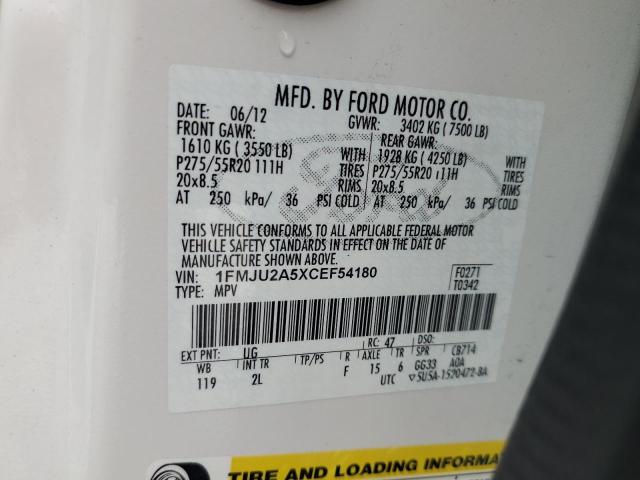 MFD. BY FORD MOTOR CO.
DATE: 06/12 GVWR: 3402 KG ( 7500 LB)
FRONT GAWR: REAR GAWR:
1610 KG ( 3550 LB) WITH 1928 KG ( 4250 LB) WITH
P275/55R20 111H TIRES P275/55R20 111H TIRES
20x8.5 RIMS 20x8.5 RIMS
AT 250 kPa/ 36 PSI COLD AT 250 kPa/ 36 PSI COLD
THIS VEHICLE CONFORMS TO ALL APPLICABLE FEDERAL MOTOR
VEHICLE SAFETY STANDARDS IN EFFECT ON THE DATE OF
MANUFACTURE SHOWN ABOVE.
VIN: 1FMJU2A5XCEF54180 F0271
TYPE: MPV T0342
EXT PNT: UG RC: 47 DSO:
WB INT TR TP/PS R AXLE TR SPR CB714
119 2L F 15 6 GG33 A0A
UTC ▽5U5A-1520472-BA
Ford
TIRE AND LOADING INFORMA